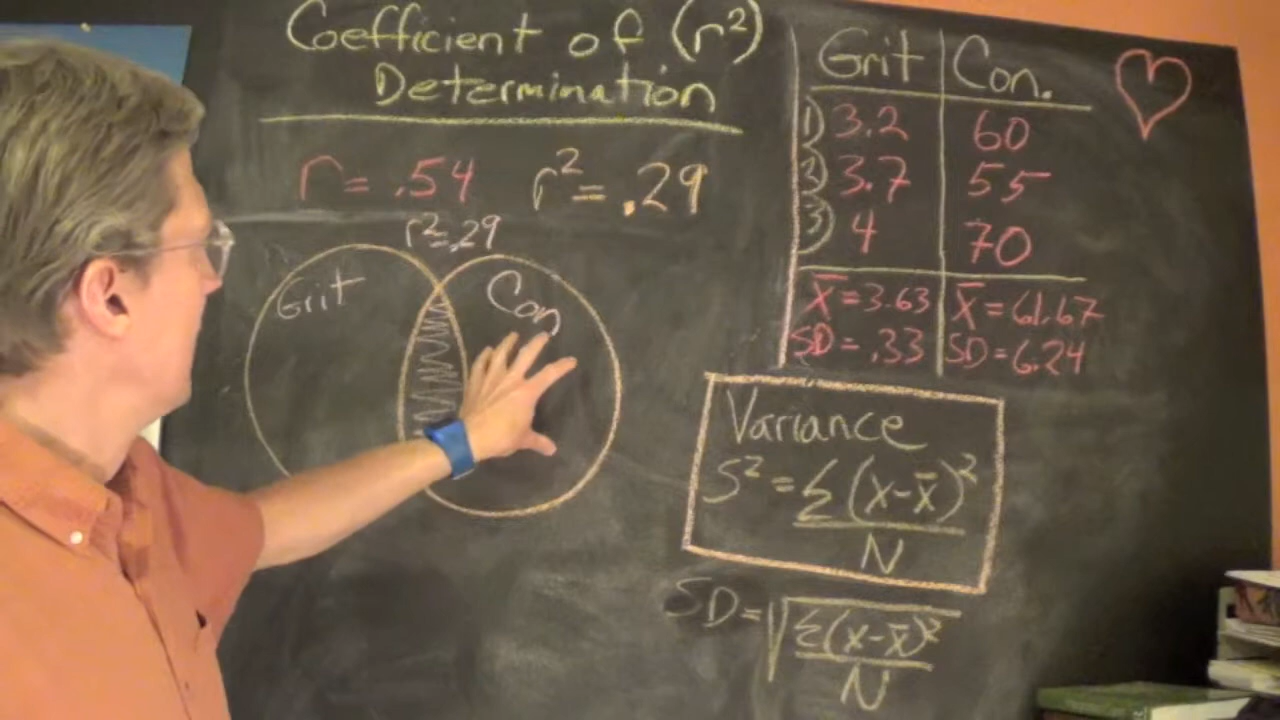 Coefficient of (r²)
Determination
r = .54 r² = .29
r²=.29
Grit
Con
Grit Con.
1) 3.2 60
2) 3.7 55
3) 4 70
X̄ = 3.63 X̄ = 61.67
SD = .33 SD = 6.24
Variance
S² = Σ(x-x̄)²
N
SD = √Σ(x-x̄)²
N